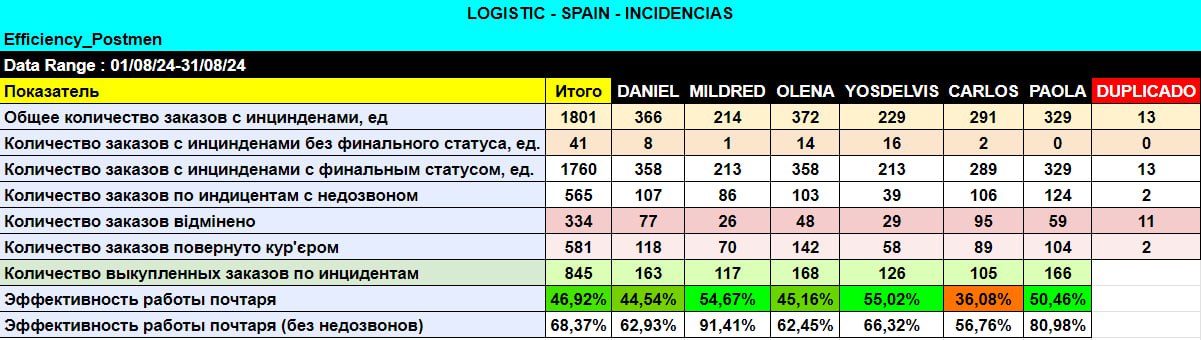 LOGISTIC - SPAIN - INCIDENCIAS
Efficiency_Postmen
Data Range : 01/08/24-31/08/24
Показатель Итого DANIEL MILDRED OLENA YOSDELVIS CARLOS PAOLA DUPLICADO
Общее количество заказов с инцинденами, ед 1801 366 214 372 229 291 329 13
Количество заказов с инцинденами без финального статуса, ед. 41 8 1 14 16 2 0 0
Количество заказов с инцинденами с финальным статусом, ед. 1760 358 213 358 213 289 329 13
Количество заказов по индицентам с недозвоном 565 107 86 103 39 106 124 2
Количество заказов відмінено 334 77 26 48 29 95 59 11
Количество заказов повернуто кур'єром 581 118 70 142 58 89 104 2
Количество выкупленных заказов по инцидентам 845 163 117 168 126 105 166
Эффективность работы почтаря 46,92% 44,54% 54,67% 45,16% 55,02% 36,08% 50,46%
Эффективность работы почтаря (без недозвонов) 68,37% 62,93% 91,41% 62,45% 66,32% 56,76% 80,98%